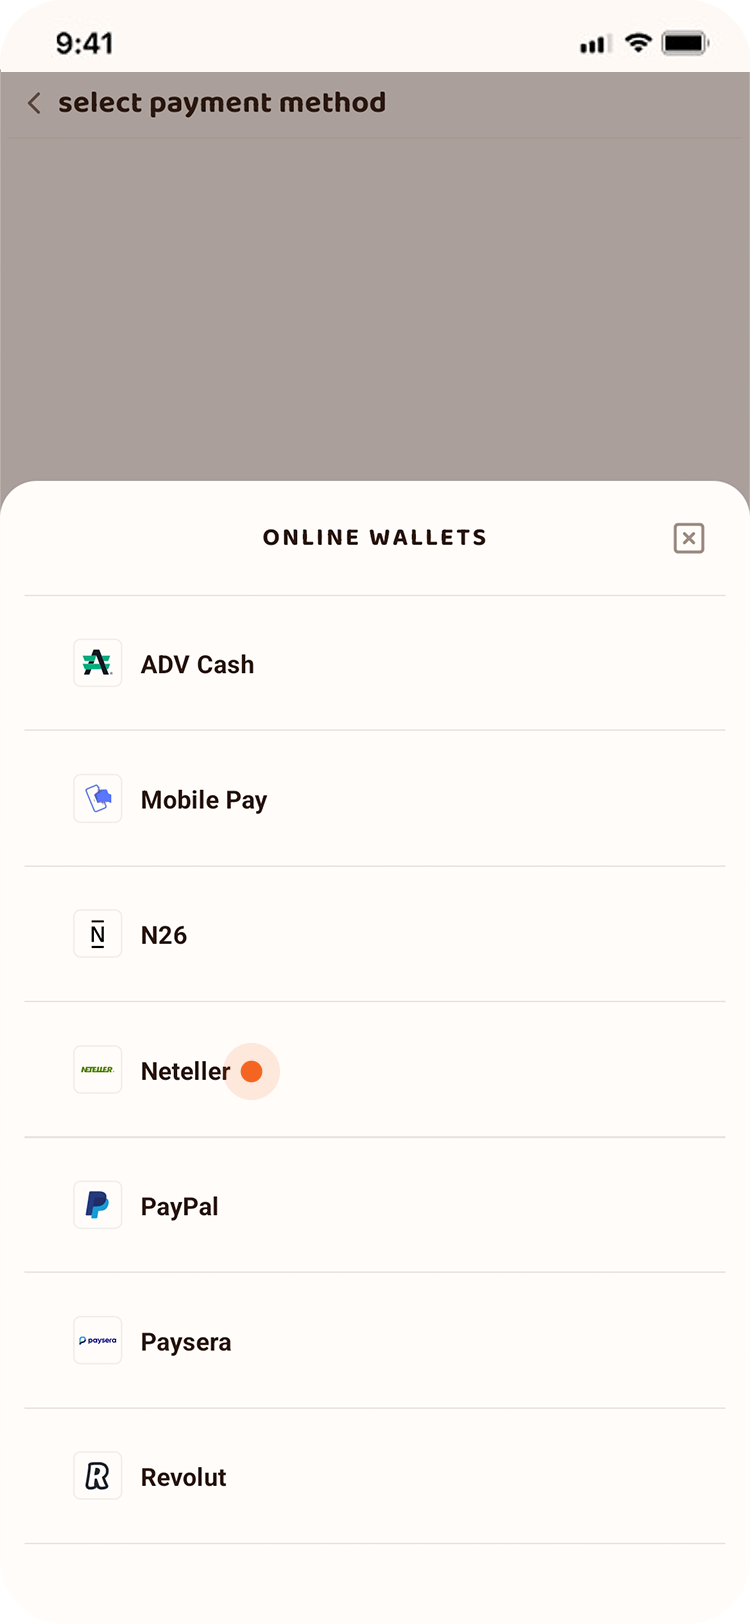 9:41
select payment method
ONLINE WALLETS
ADV Cash
Mobile Pay
N
N26
NETELLER
Neteller
PayPal
paysera
Paysera
R
Revolut